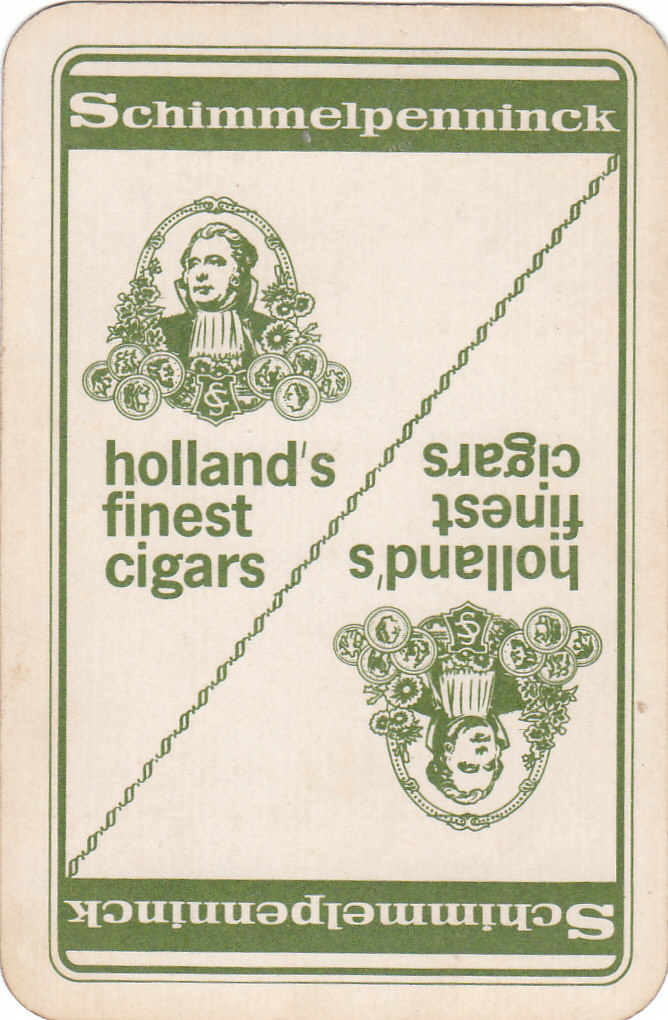 Schimmelpenninck
holland's
finest
cigars
holland's
finest
cigars
Schimmelpenninck